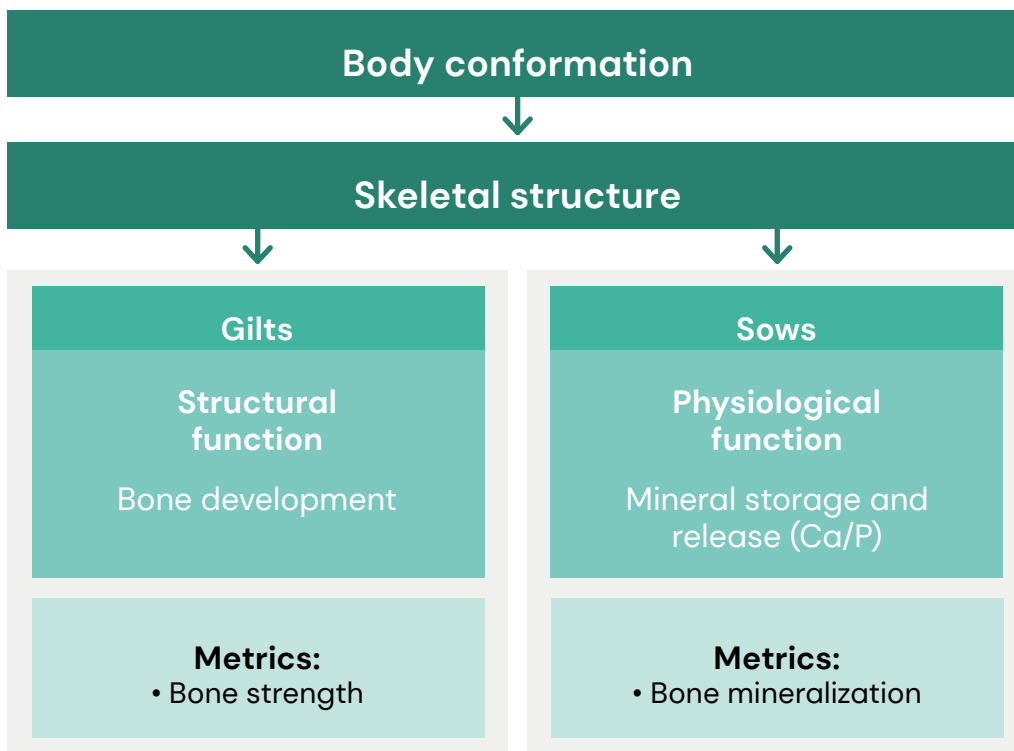 Body conformation
Skeletal structure
Gilts
Structural
function
Bone development
Metrics:
• Bone strength
Sows
Physiological
function
Mineral storage and
release (Ca/P)
Metrics:
• Bone mineralization